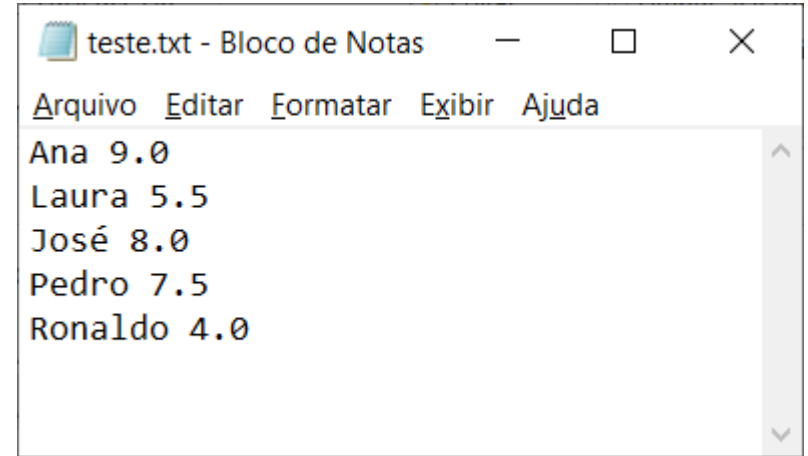 teste.txt - Bloco de Notas
Arquivo Editar Formatar Exibir Ajuda
Ana 9.0
Laura 5.5
José 8.0
Pedro 7.5
Ronaldo 4.0